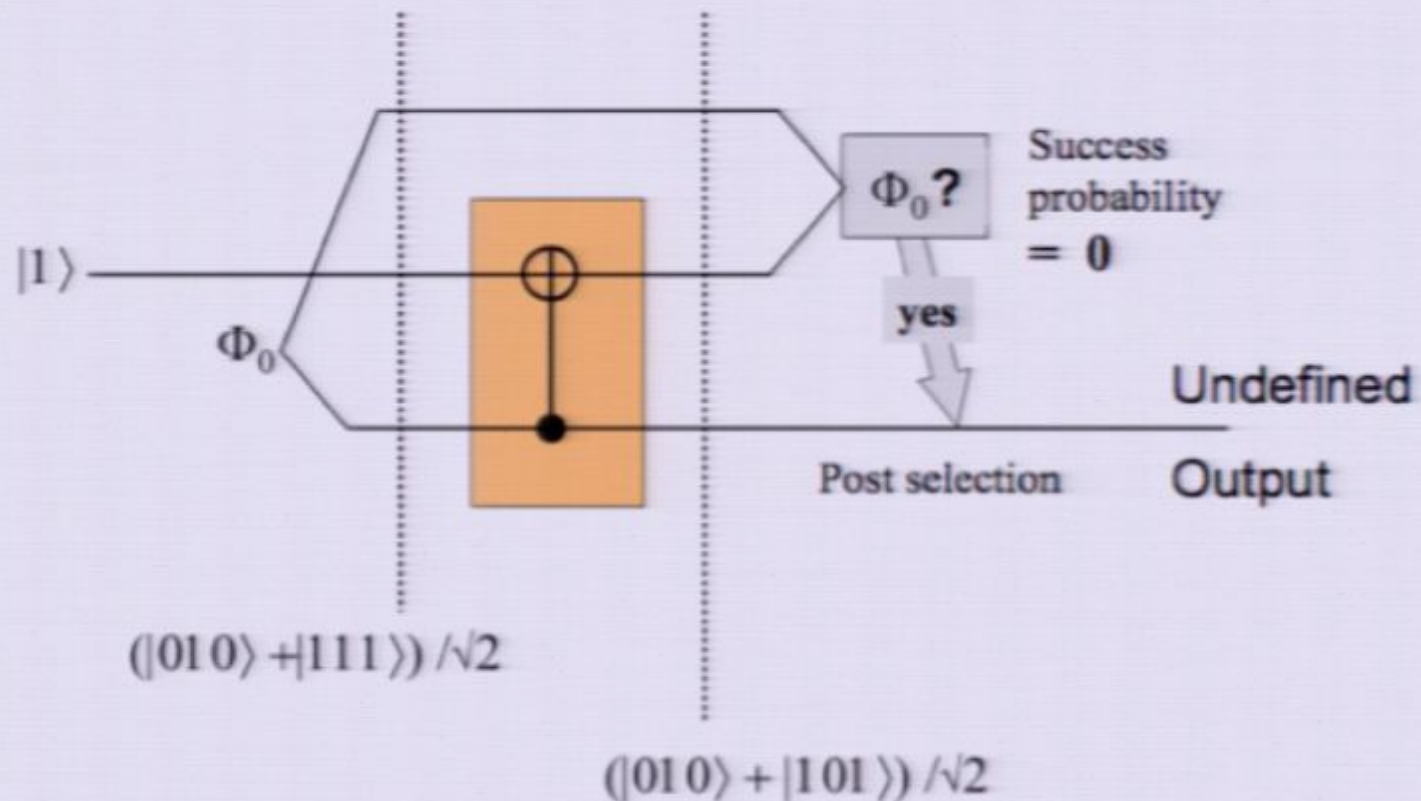 Success
probability
= 0
Φ₀?
|1⟩
yes
Φ₀
Undefined
Post selection
Output
(|010⟩ +|111⟩) /√2
(|010⟩ + |101⟩) /√2